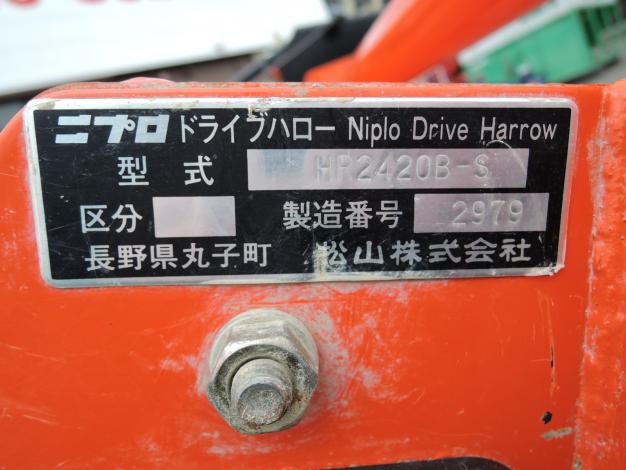 ニプロ ドライブハロー Niplo Drive Harrow
型式 HR2420B-S
区分 製造番号 2979
長野県丸子町 松山株式会社